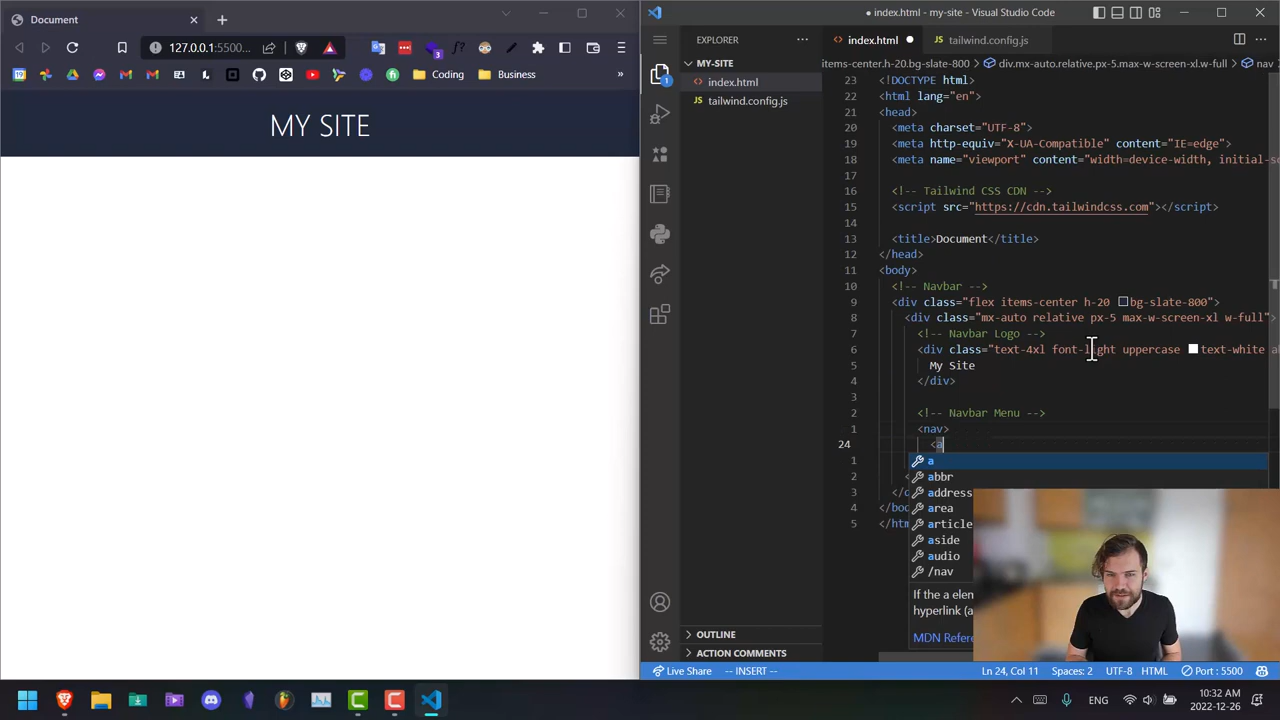 Document
127.0.0.1:5500...
Coding
Business
»
MY SITE
index.html - my-site - Visual Studio Code
EXPLORER
MY-SITE
index.html
tailwind.config.js
OUTLINE
ACTION COMMENTS
index.html
tailwind.config.js
items-center.h-20.bg-slate-800 > div.mx-auto.relative.px-5.max-w-screen-xl.w-full > nav
23 <!DOCTYPE html>
22 <html lang="en">
21 <head>
20 <meta charset="UTF-8">
19 <meta http-equiv="X-UA-Compatible" content="IE=edge">
18 <meta name="viewport" content="width=device-width,
17
16 <!-- Tailwind CSS CDN -->
15 <script src="https://cdn.tailwindcss.com"></script>
14
13 <title>Document</title>
12 </head>
11 <body>
10 <!-- Navbar -->
9 <div class="flex items-center h-20 bg-slate-800">
8 <div class="mx-auto relative px-5 max-w-screen-xl w-full">
7 <!-- Navbar Logo -->
6 <div class="text-4xl font-light uppercase text-white
5 My Site
4 </div>
3
2 <!-- Navbar Menu -->
1 <nav>
24 <a
1
2
3
4
5
a
abbr
address
area
article
aside
audio
/nav
If the a
hyperlink (a
Live Share
-- INSERT --
Ln 24, Col 11
Spaces: 2
UTF-8
HTML
Port : 5500
ENG
10:32 AM
2022-12-26